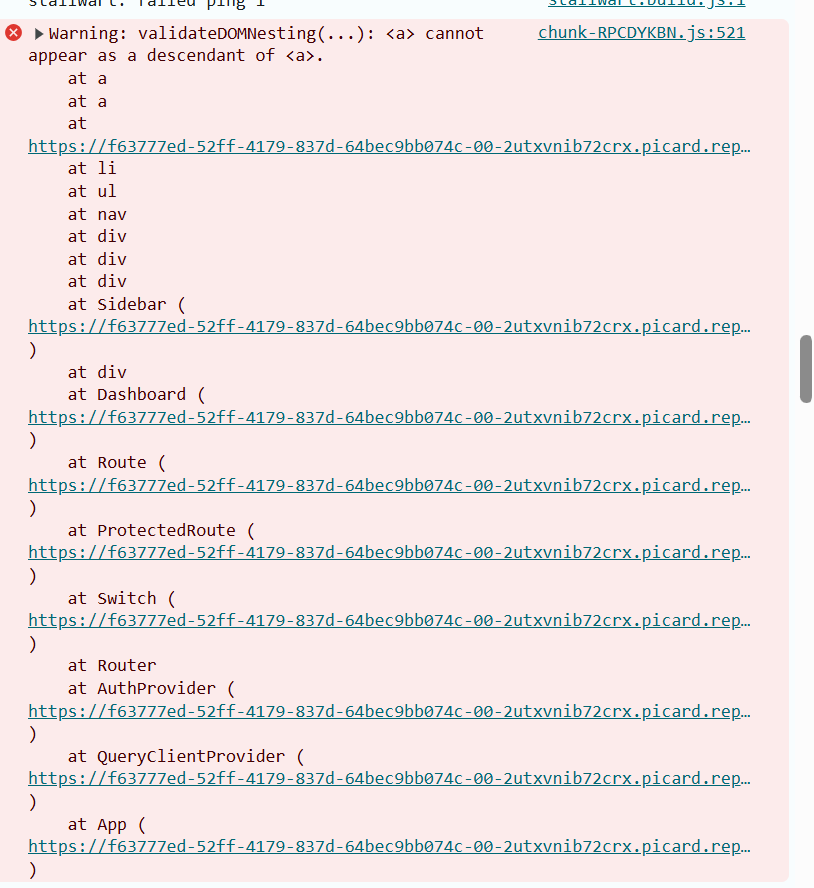 stallwart: failed ping 1 stallwart.build.js:1
Warning: validateDOMNesting(...): <a> cannot chunk-RPCDYKBN.js:521
appear as a descendant of <a>.
at a
at a
at
https://f63777ed-52ff-4179-837d-64bec9bb074c-00-2utxvnib72crx.picard.rep…
at li
at ul
at nav
at div
at div
at div
at Sidebar (
https://f63777ed-52ff-4179-837d-64bec9bb074c-00-2utxvnib72crx.picard.rep…
)
at div
at Dashboard (
https://f63777ed-52ff-4179-837d-64bec9bb074c-00-2utxvnib72crx.picard.rep…
)
at Route (
https://f63777ed-52ff-4179-837d-64bec9bb074c-00-2utxvnib72crx.picard.rep…
)
at ProtectedRoute (
https://f63777ed-52ff-4179-837d-64bec9bb074c-00-2utxvnib72crx.picard.rep…
)
at Switch (
https://f63777ed-52ff-4179-837d-64bec9bb074c-00-2utxvnib72crx.picard.rep…
)
at Router
at AuthProvider (
https://f63777ed-52ff-4179-837d-64bec9bb074c-00-2utxvnib72crx.picard.rep…
)
at QueryClientProvider (
https://f63777ed-52ff-4179-837d-64bec9bb074c-00-2utxvnib72crx.picard.rep…
)
at App (
https://f63777ed-52ff-4179-837d-64bec9bb074c-00-2utxvnib72crx.picard.rep…
)